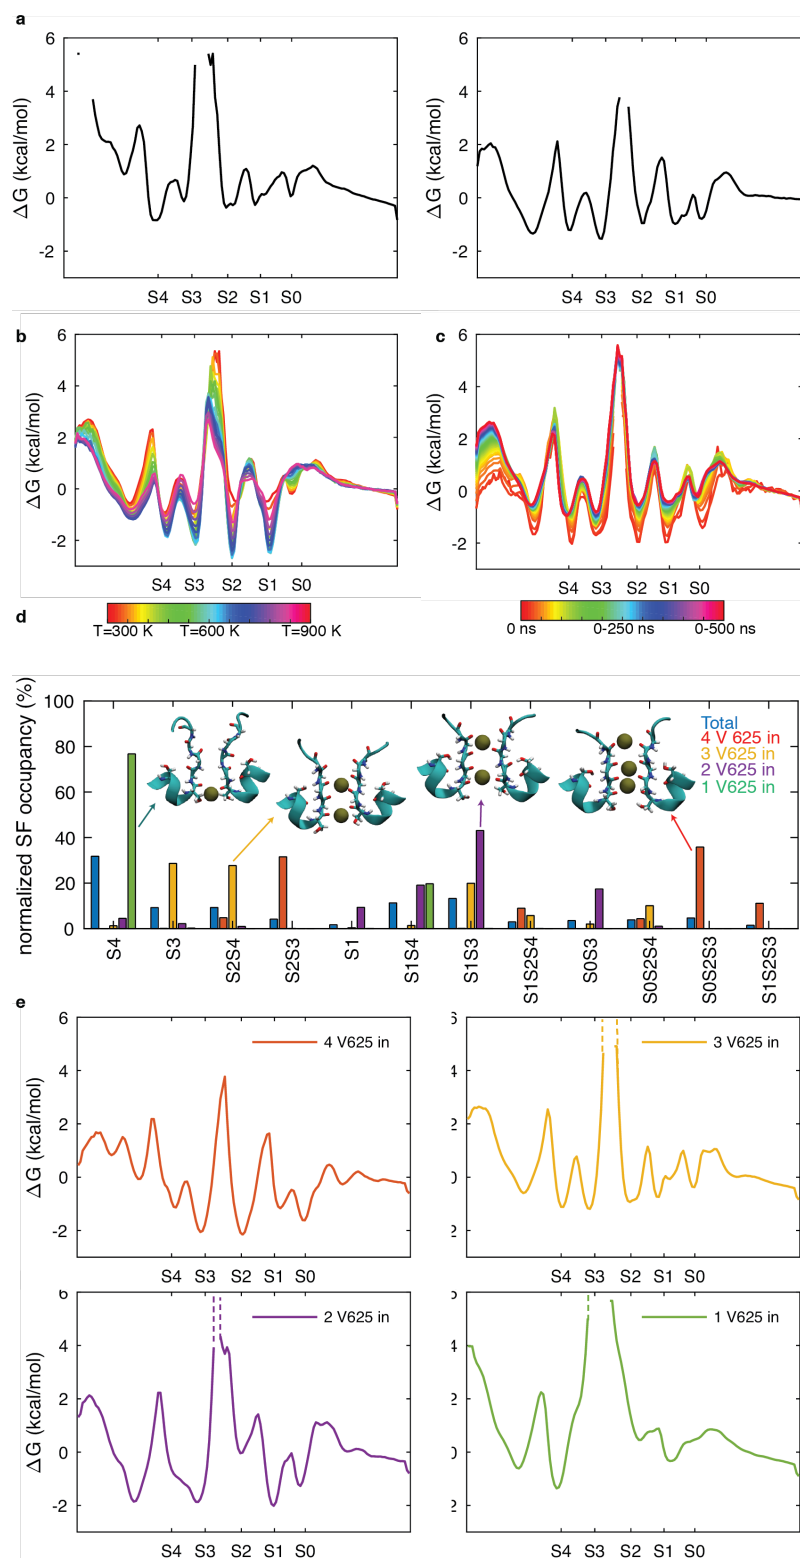 a
6
4
2
0
-2
ΔG (kcal/mol)
S4 S3 S2 S1 S0
6
4
2
0
-2
ΔG (kcal/mol)
S4 S3 S2 S1 S0
b
6
4
2
0
-2
ΔG (kcal/mol)
S4 S3 S2 S1 S0
T=300 K T=600 K T=900 K
c
6
4
2
0
-2
ΔG (kcal/mol)
S4 S3 S2 S1 S0
0 ns 0-250 ns 0-500 ns
d
normalized SF occupancy (%)
100
80
60
40
20
0
Total
4 V 625 in
3 V625 in
2 V625 in
1 V625 in
S4
S3
S2S4
S2S3
S1
S1S4
S1S3
S1S2S4
S0S3
S0S2S4
S0S2S3
S1S2S3
e
6
4
2
0
-2
ΔG (kcal/mol)
4 V625 in
S4 S3 S2 S1 S0
4
2
3 V625 in
S4 S3 S2 S1 S0
6
4
2
0
-2
ΔG (kcal/mol)
2 V625 in
S4 S3 S2 S1 S0
4
2
1 V625 in
S4 S3 S2 S1 S0